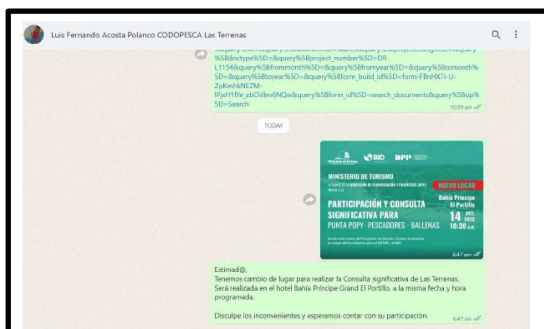 Luis Fernando Acosta Polanco CODOPESCA Las Terrenas
%5Bdoctype%5D=&query%5Bproject_number%5D=DR-
L1154&query%5Bfrommonth%5D=&query%5Bfromyear%5D=&query%5Btomonth%
5D=&query%5Btoyear%5D=&query%5Bform_build_id%5D=form-
%5Bform_id%5D=search_documents&query%5Bop%
5D=Search
10:39 am
TODAY
BID
MINISTERIO DE TURISMO
NUEVO LUGAR
PARTICIPACIÓN Y CONSULTA
SIGNIFICATIVA PARA
PUNTA POPY - PESCADORES - BALLENAS
Bahía Príncipe
El Portillo
14
2022
10:30 a.m.
6:47 am
Estimad@,
Tenemos cambio de lugar para realizar la Consulta significativa de Las Terrenas.
Será realizada en el hotel Bahía Príncipe Grand El Portillo, a la misma fecha y hora
programada.
Disculpe los inconvenientes y esperamos contar con su participación.
6:47 am